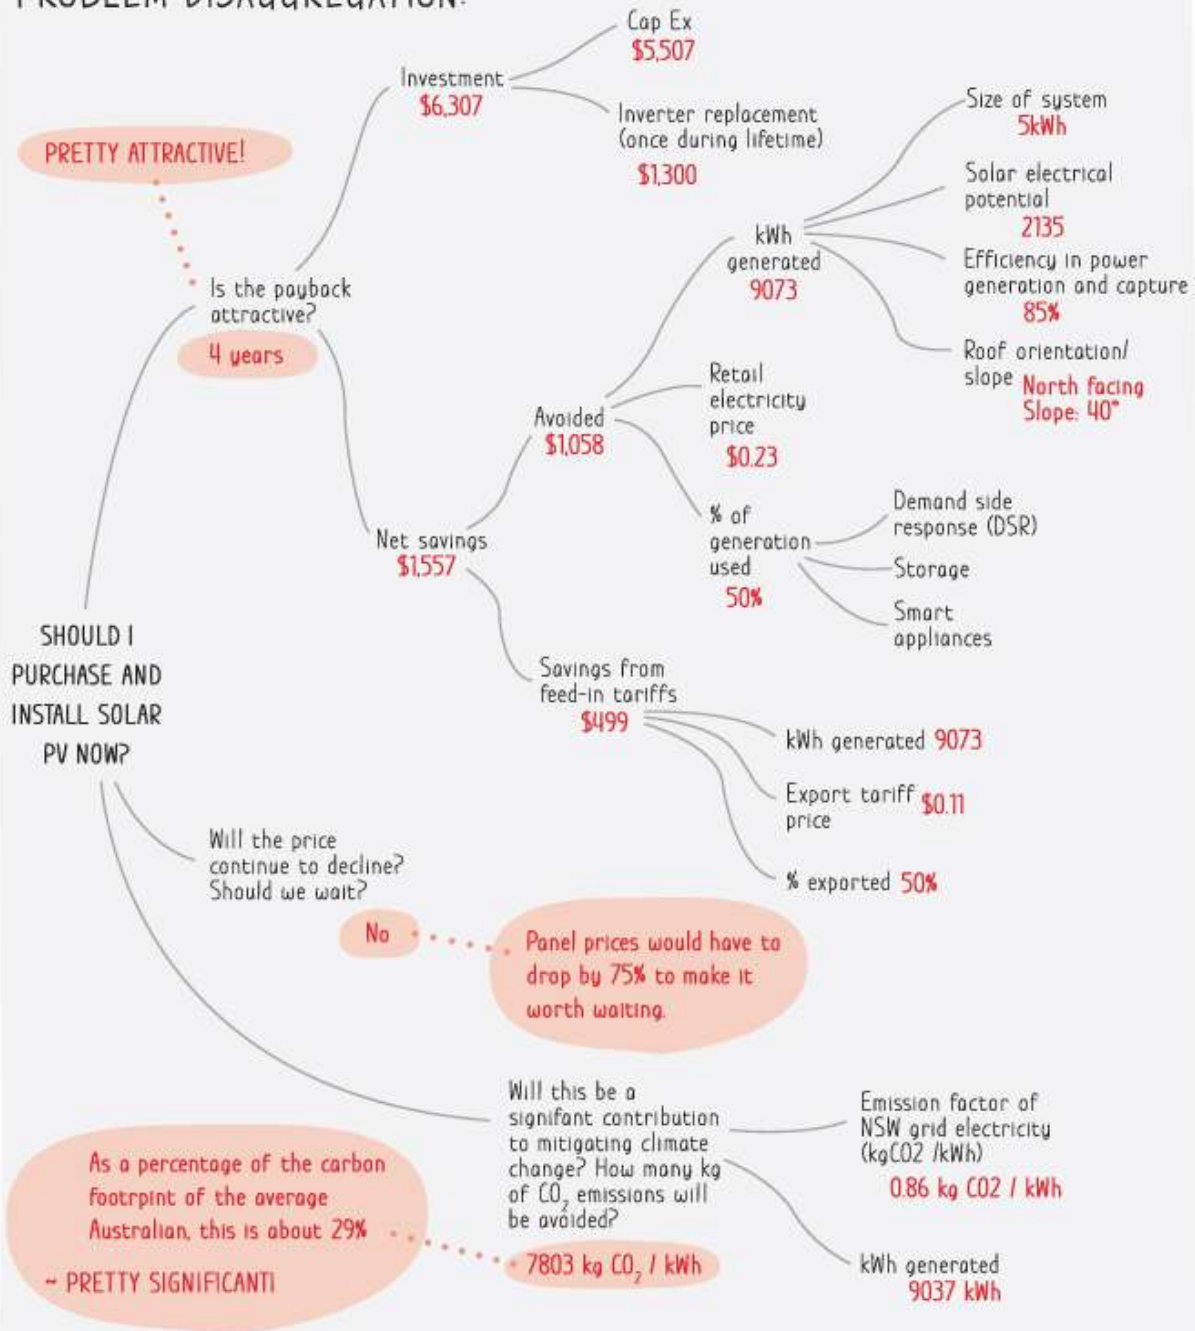 PROBLEM DISAGGREGATION:
Cap Ex
$5,507
Investment
$6,307
Inverter replacement
(once during lifetime)
$1,300
Size of system
5kWh
Solar electrical
potential
2135
kWh
generated
9073
Efficiency in power
generation and capture
85%
Roof orientation/
slope
North facing
Slope: 40°
PRETTY ATTRACTIVE!
Is the payback
attractive?
4 years
Retail
electricity
price
$0.23
Avoided
$1,058
% of
generation
used
50%
Demand side
response (DSR)
Storage
Smart
appliances
Net savings
$1,557
Savings from
feed-in tariffs
$499
kWh generated 9073
Export tariff $0.11
price
% exported 50%
SHOULD I
PURCHASE AND
INSTALL SOLAR
PV NOW?
Will the price
continue to decline?
Should we wait?
No
Panel prices would have to
drop by 75% to make it
worth waiting.
Will this be a
signifant contribution
to mitigating climate
change? How many kg
of CO₂ emissions will
be avoided?
7803 kg CO₂ / kWh
Emission factor of
NSW grid electricity
(kgCO2 /kWh)
0.86 kg CO2 / kWh
kWh generated
9037 kWh
As a percentage of the carbon
footrpint of the average
Australian, this is about 29%
~ PRETTY SIGNIFICANT!